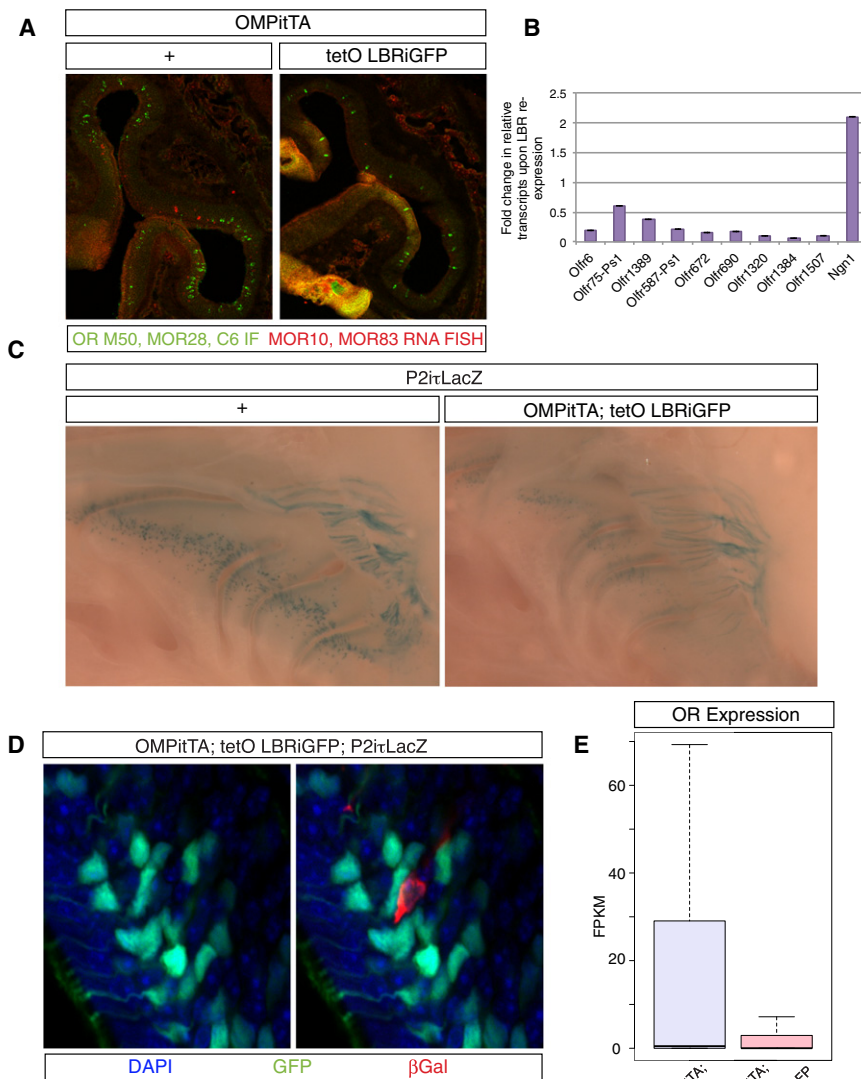 A
OMPitTA
+
tetO LBRiGFP
OR M50, MOR28, C6 IF MOR10, MOR83 RNA FISH
B
Fold change in relative
transcripts upon LBR re-
expression
2.5
2
1.5
1
0.5
0
Olfr6
Olfr75-Ps1
Olfr1389
Olfr587-Ps1
Olfr672
Olfr690
Olfr1320
Olfr1384
Olfr1507
Ngn1
C
P2iτLacZ
+
OMPitTA; tetO LBRiGFP
D
OMPitTA; tetO LBRiGFP; P2iτLacZ
DAPI GFP βGal
E
OR Expression
FPKM
60
40
20
0